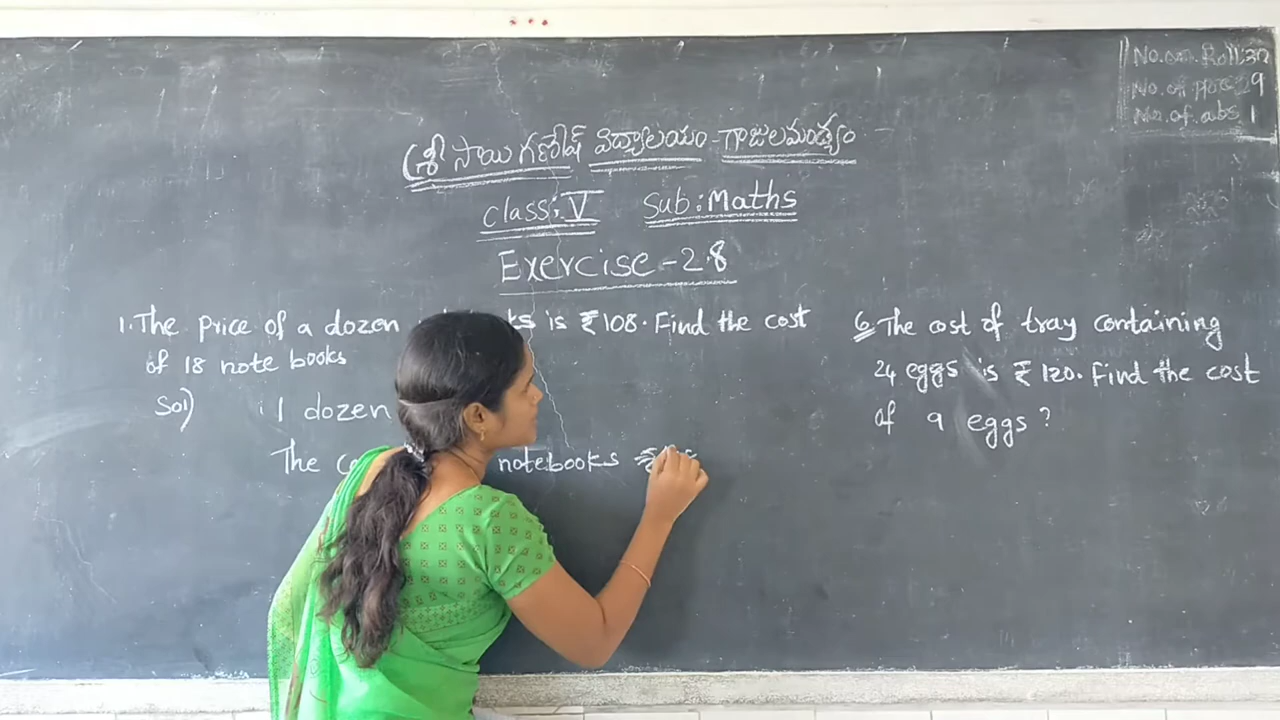 శ్రీ సాయి గణేష్ విద్యాలయం-గాజులమండ్యం
class: V Sub: Maths
Exercise - 2.8
1. The price of a dozen is ₹108. Find the cost
of 18 note books
Sol) 1 dozen
The notebooks
6. The cost of tray containing
24 eggs is ₹ 120. Find the cost
of 9 eggs?
No. on Roll 30
No. of 29
No. of abs 1